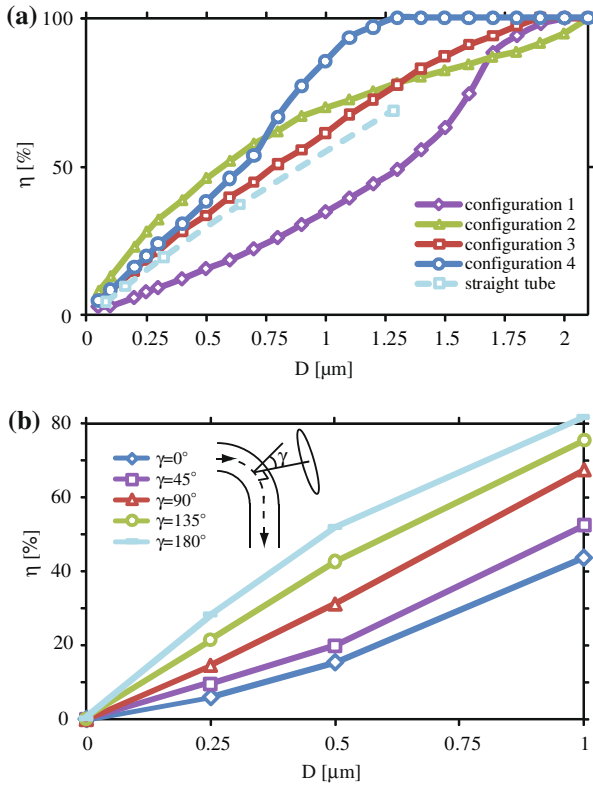 (a)
100
50
0
η [%]
configuration 1
configuration 2
configuration 3
configuration 4
straight tube
0 0.25 0.5 0.75 1 1.25 1.5 1.75 2
D [μm]
(b)
80
60
40
20
0
η [%]
γ=0°
γ=45°
γ=90°
γ=135°
γ=180°
γ
0 0.25 0.5 0.75 1
D [μm]